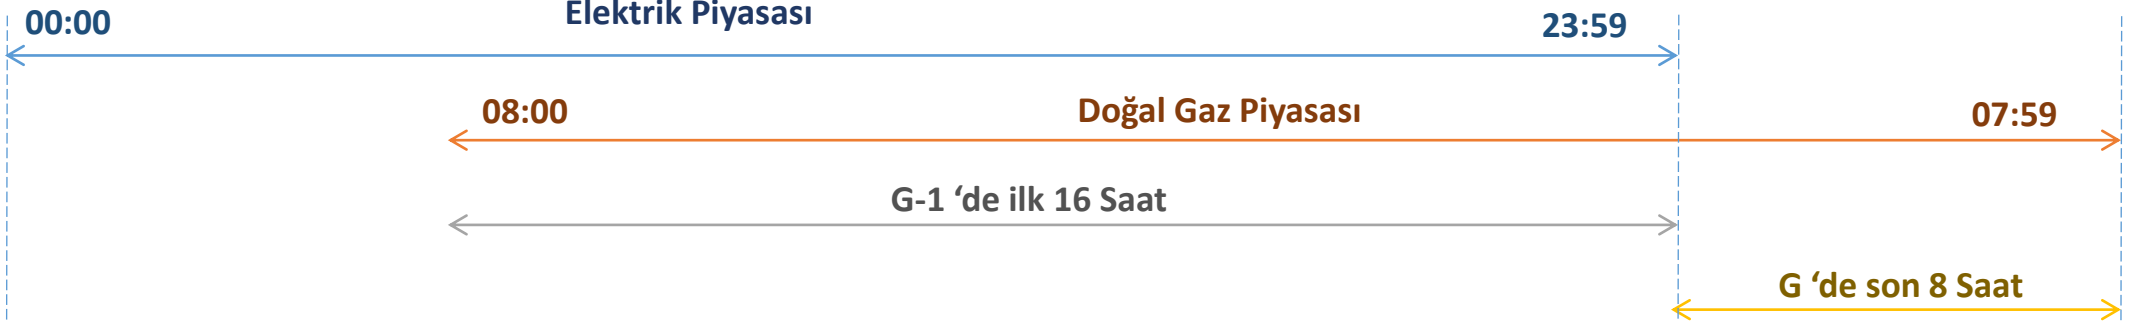 00:00 Elektrik Piyasası 23:59
08:00 Doğal Gaz Piyasası 07:59
G-1 ‘de ilk 16 Saat
G ‘de son 8 Saat